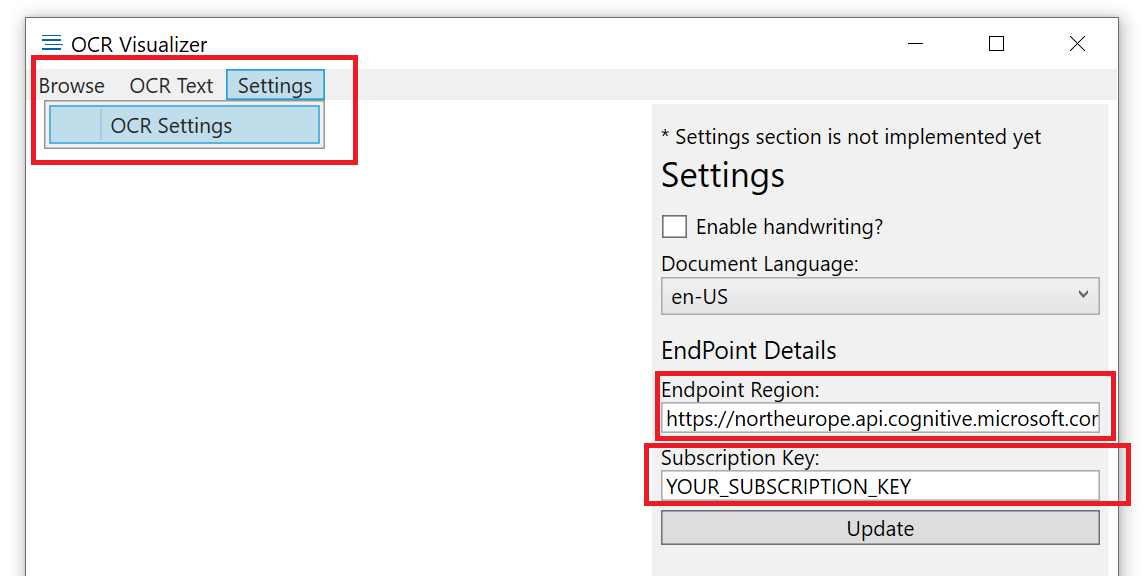 OCR Visualizer
Browse OCR Text Settings
OCR Settings
* Settings section is not implemented yet
Settings
Enable handwriting?
Document Language:
en-US
EndPoint Details
Endpoint Region:
https://northeurope.api.cognitive.microsoft.cor
Subscription Key:
YOUR_SUBSCRIPTION_KEY
Update